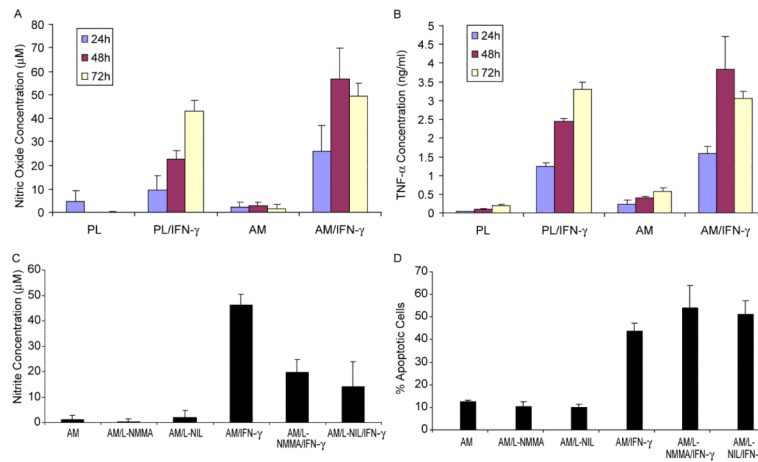 A
Nitric Oxide Concentration (μM)
80
70
60
50
40
30
20
10
0
24h
48h
72h
PL
PL/IFN-γ
AM
AM/IFN-γ
B
TNF-α Concentration (ng/ml)
5
4.5
4
3.5
3
2.5
2
1.5
1
0.5
0
24h
48h
72h
PL
PL/IFN-γ
AM
AM/IFN-γ
C
Nitrite Concentration (μM)
60
50
40
30
20
10
0
AM
AM/L-NMMA
AM/L-NIL
AM/IFN-γ
AM/L-
NMMA/IFN-γ
AM/L-NIL/IFN-γ
D
% Apoptotic Cells
70
60
50
40
30
20
10
0
AM
AM/L-NMMA
AM/L-NIL
AM/IFN-γ
AM/L-
NMMA/IFN-γ
AM/L-
NIL/IFN-